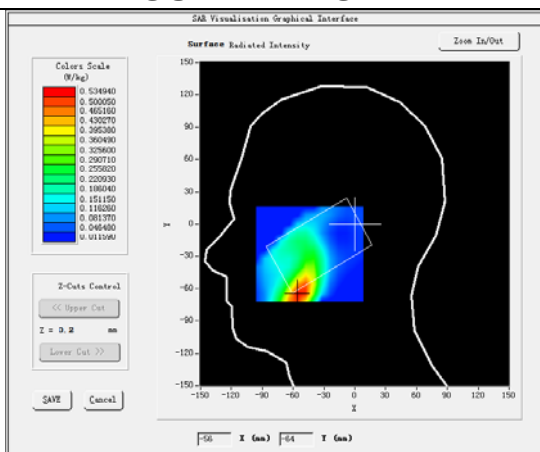 SAR Visualisation Graphical Interface
Surface Radiated Intensity
Zoom In/Out
Colors Scale
(W/kg)
0.534940
0.500050
0.465160
0.430270
0.395380
0.360490
0.325600
0.290710
0.255820
0.220930
0.186040
0.151150
0.116260
0.081370
0.046480
0.011590
Z-Cuts Control
<< Upper Cut
Z = 0.2 mm
Lower Cut >>
SAVE Cancel
150
120
90
60
30
0
-30
-60
-90
-120
-150
Y
-150 -120 -90 -60 -30 0 30 60 90 120 150
X
-56 X (mm) -64 Y (mm)